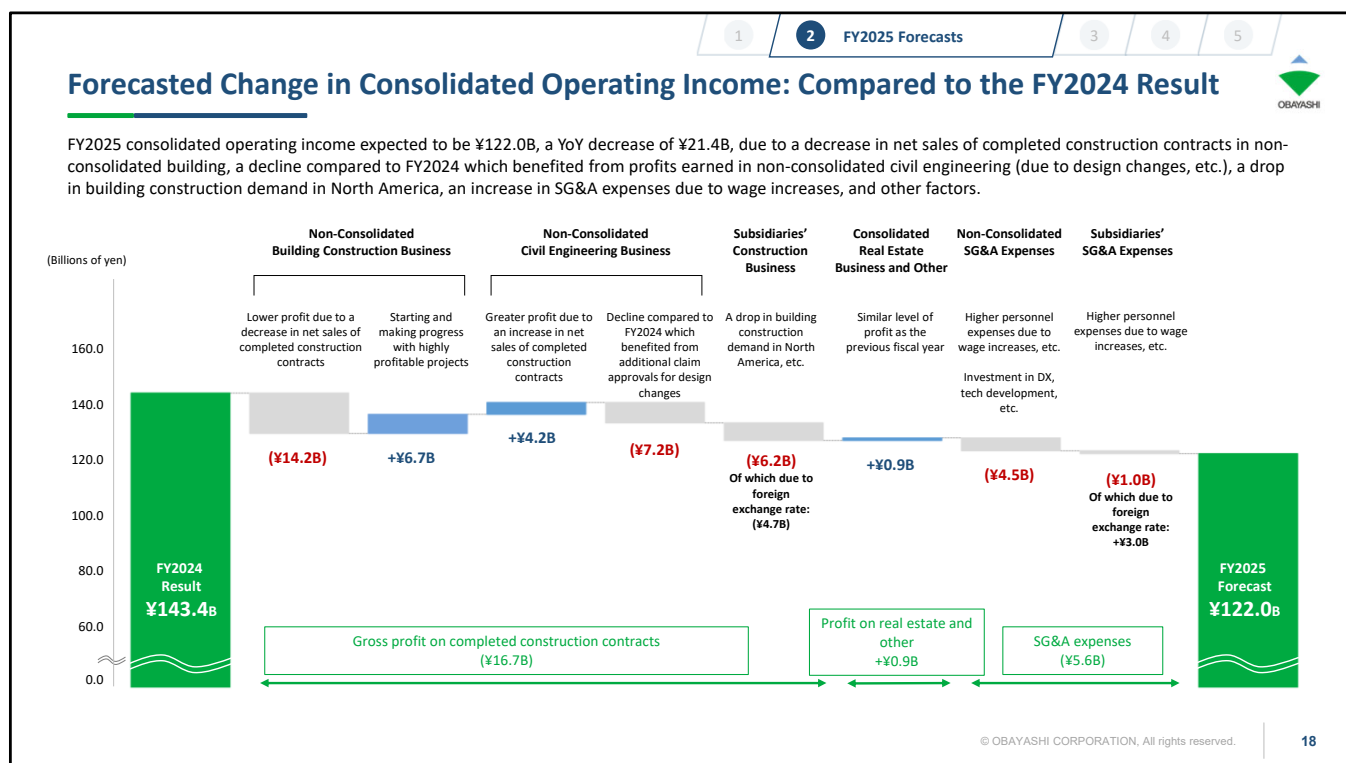 1
2
FY2025 Forecasts
3
4
5
Forecasted Change in Consolidated Operating Income: Compared to the FY2024 Result
OBAYASHI
FY2025 consolidated operating income expected to be ¥122.0B, a YoY decrease of ¥21.4B, due to a decrease in net sales of completed construction contracts in non-
consolidated building, a decline compared to FY2024 which benefited from profits earned in non-consolidated civil engineering (due to design changes, etc.), a drop
in building construction demand in North America, an increase in SG&A expenses due to wage increases, and other factors.
(Billions of yen)
Non-Consolidated
Building Construction Business
Non-Consolidated
Civil Engineering Business
Subsidiaries’
Construction
Business
Consolidated
Real Estate
Business and Other
Non-Consolidated
SG&A Expenses
Subsidiaries’
SG&A Expenses
Lower profit due to a
decrease in net sales of
completed construction
contracts
Starting and
making progress
with highly
profitable projects
Greater profit due to
an increase in net
sales of completed
construction
contracts
Decline compared to
FY2024 which
benefited from
additional claim
approvals for design
changes
A drop in building
construction
demand in North
America, etc.
Similar level of
profit as the
previous fiscal year
Higher personnel
expenses due to
wage increases, etc.
Investment in DX,
tech development,
etc.
Higher personnel
expenses due to wage
increases, etc.
160.0
140.0
120.0
100.0
80.0
60.0
0.0
FY2024
Result
¥143.4B
(¥14.2B)
+¥6.7B
+¥4.2B
(¥7.2B)
(¥6.2B)
Of which due to
foreign
exchange rate:
(¥4.7B)
+¥0.9B
(¥4.5B)
(¥1.0B)
Of which due to
foreign
exchange rate:
+¥3.0B
FY2025
Forecast
¥122.0B
Gross profit on completed construction contracts
(¥16.7B)
Profit on real estate and
other
+¥0.9B
SG&A expenses
(¥5.6B)
© OBAYASHI CORPORATION, All rights reserved.
18